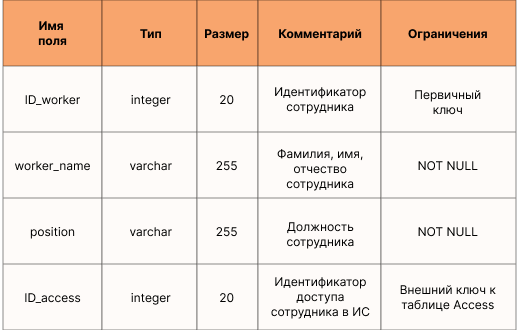 Имя
поля
Тип
Размер
Комментарий
Ограничения
ID_worker
integer
20
Идентификатор
сотрудника
Первичный
ключ
worker_name
varchar
255
Фамилия, имя,
отчество
сотрудника
NOT NULL
position
varchar
255
Должность
сотрудника
NOT NULL
ID_access
integer
20
Идентификатор
доступа
сотрудника в ИС
Внешний ключ к
таблице Access